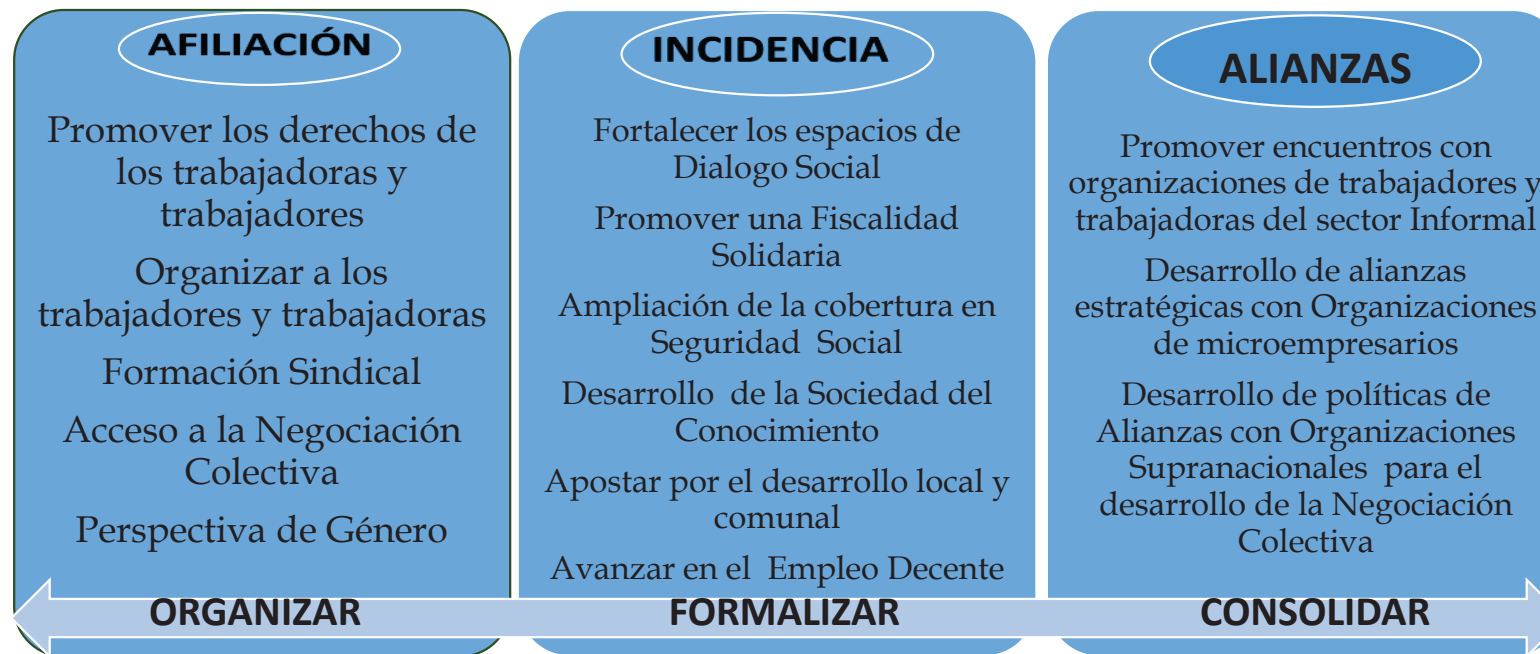 AFILIACIÓN
Promover los derechos de
los trabajadoras y
trabajadores
Organizar a los
trabajadores y trabajadoras
Formación Sindical
Acceso a la Negociación
Colectiva
Perspectiva de Género
ORGANIZAR
INCIDENCIA
Fortalecer los espacios de
Dialogo Social
Promover una Fiscalidad
Solidaria
Ampliación de la cobertura en
Seguridad Social
Desarrollo de la Sociedad del
Conocimiento
Apostar por el desarrollo local y
comunal
Avanzar en el Empleo Decente
FORMALIZAR
ALIANZAS
Promover encuentros con
organizaciones de trabajadores y
trabajadoras del sector Informal
Desarrollo de alianzas
estratégicas con Organizaciones
de microempresarios
Desarrollo de políticas de
Alianzas con Organizaciones
Supranacionales para el
desarrollo de la Negociación
Colectiva
CONSOLIDAR